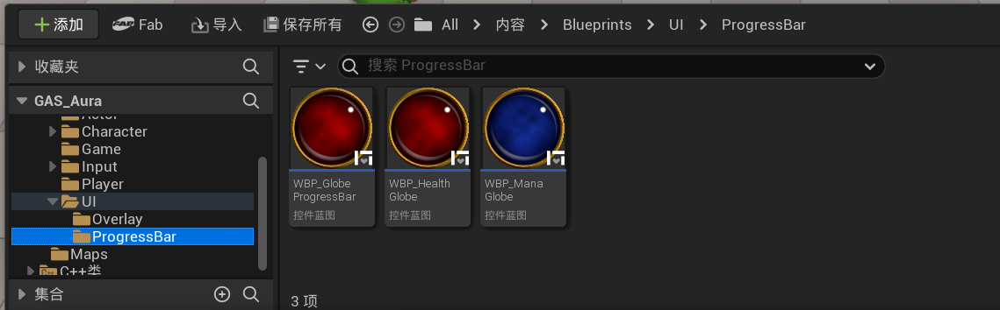 添加 Fab 导入 保存所有 All 内容 Blueprints UI ProgressBar
收藏夹
搜索 ProgressBar
GAS_Aura
Actor
Character
Game
Input
Player
UI
Overlay
ProgressBar
Maps
C++类
集合
WBP_Globe
ProgressBar
控件蓝图
WBP_Health
Globe
控件蓝图
WBP_Mana
Globe
控件蓝图
3 项